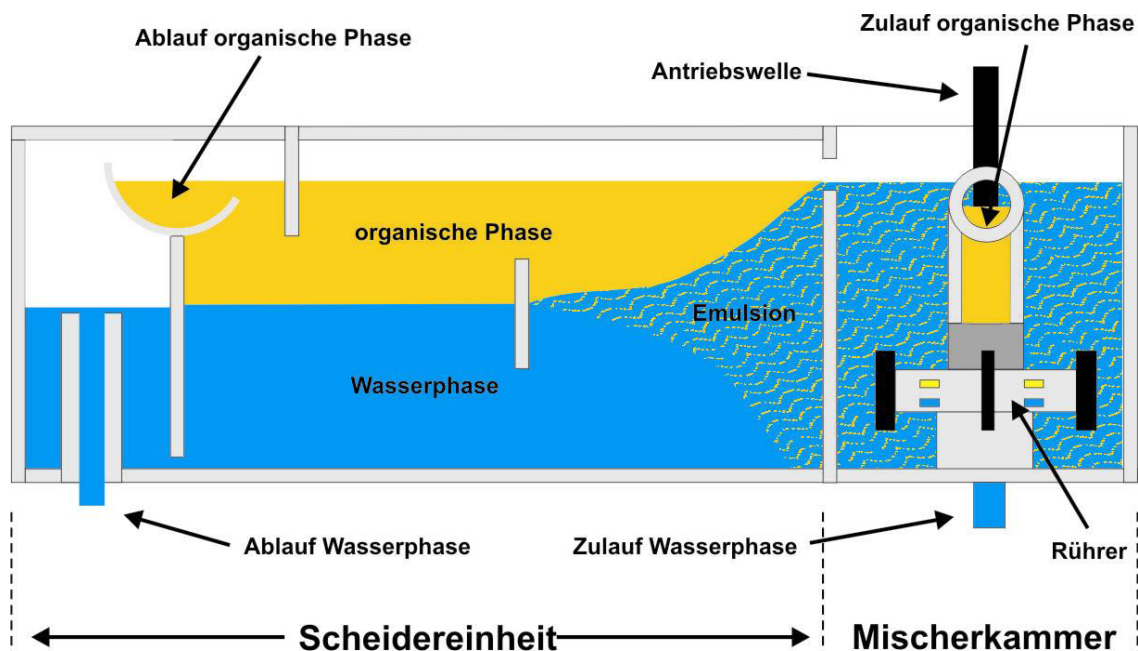 Ablauf organische Phase
Zulauf organische Phase
Antriebswelle
organische Phase
Emulsion
Wasserphase
Ablauf Wasserphase
Zulauf Wasserphase
Rührer
Scheidereinheit
Mischerkammer